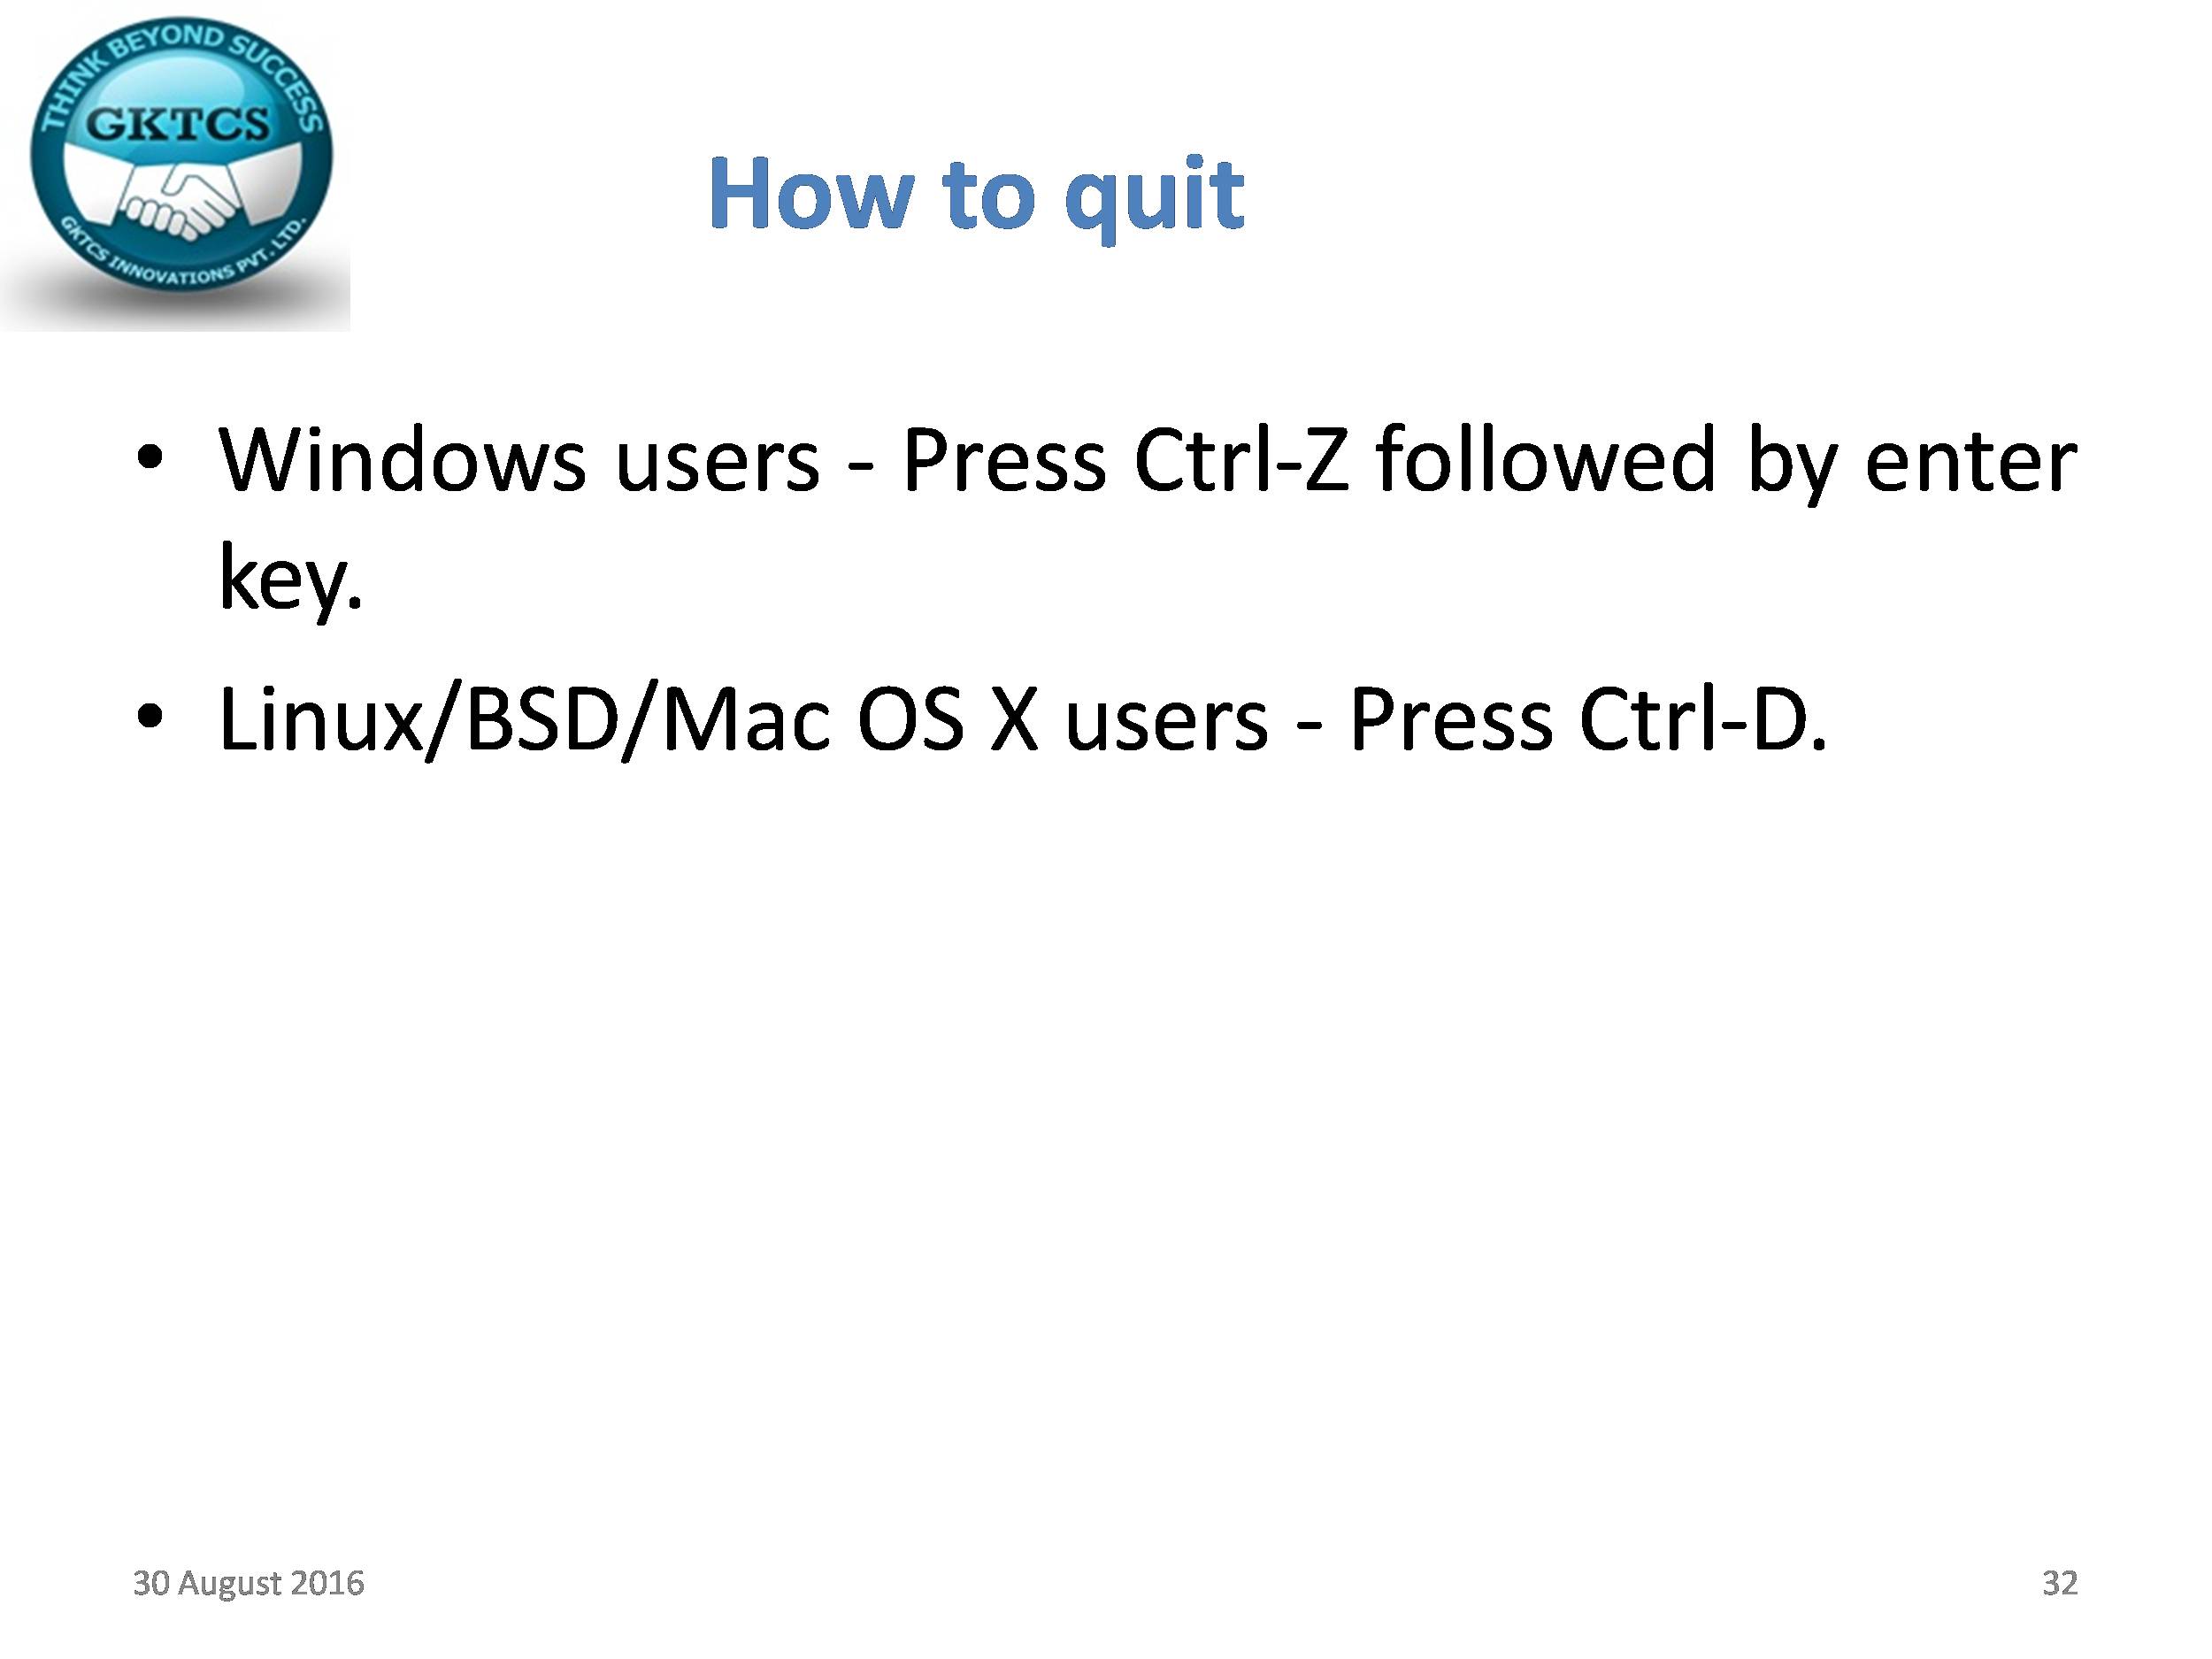 THINK BEYOND SUCCESS
GKTCS
GKTCS INNOVATIONS PVT. LTD.
How to quit
• Windows users - Press Ctrl-Z followed by enter
key.
• Linux/BSD/Mac OS X users - Press Ctrl-D.
30 August 2016
32